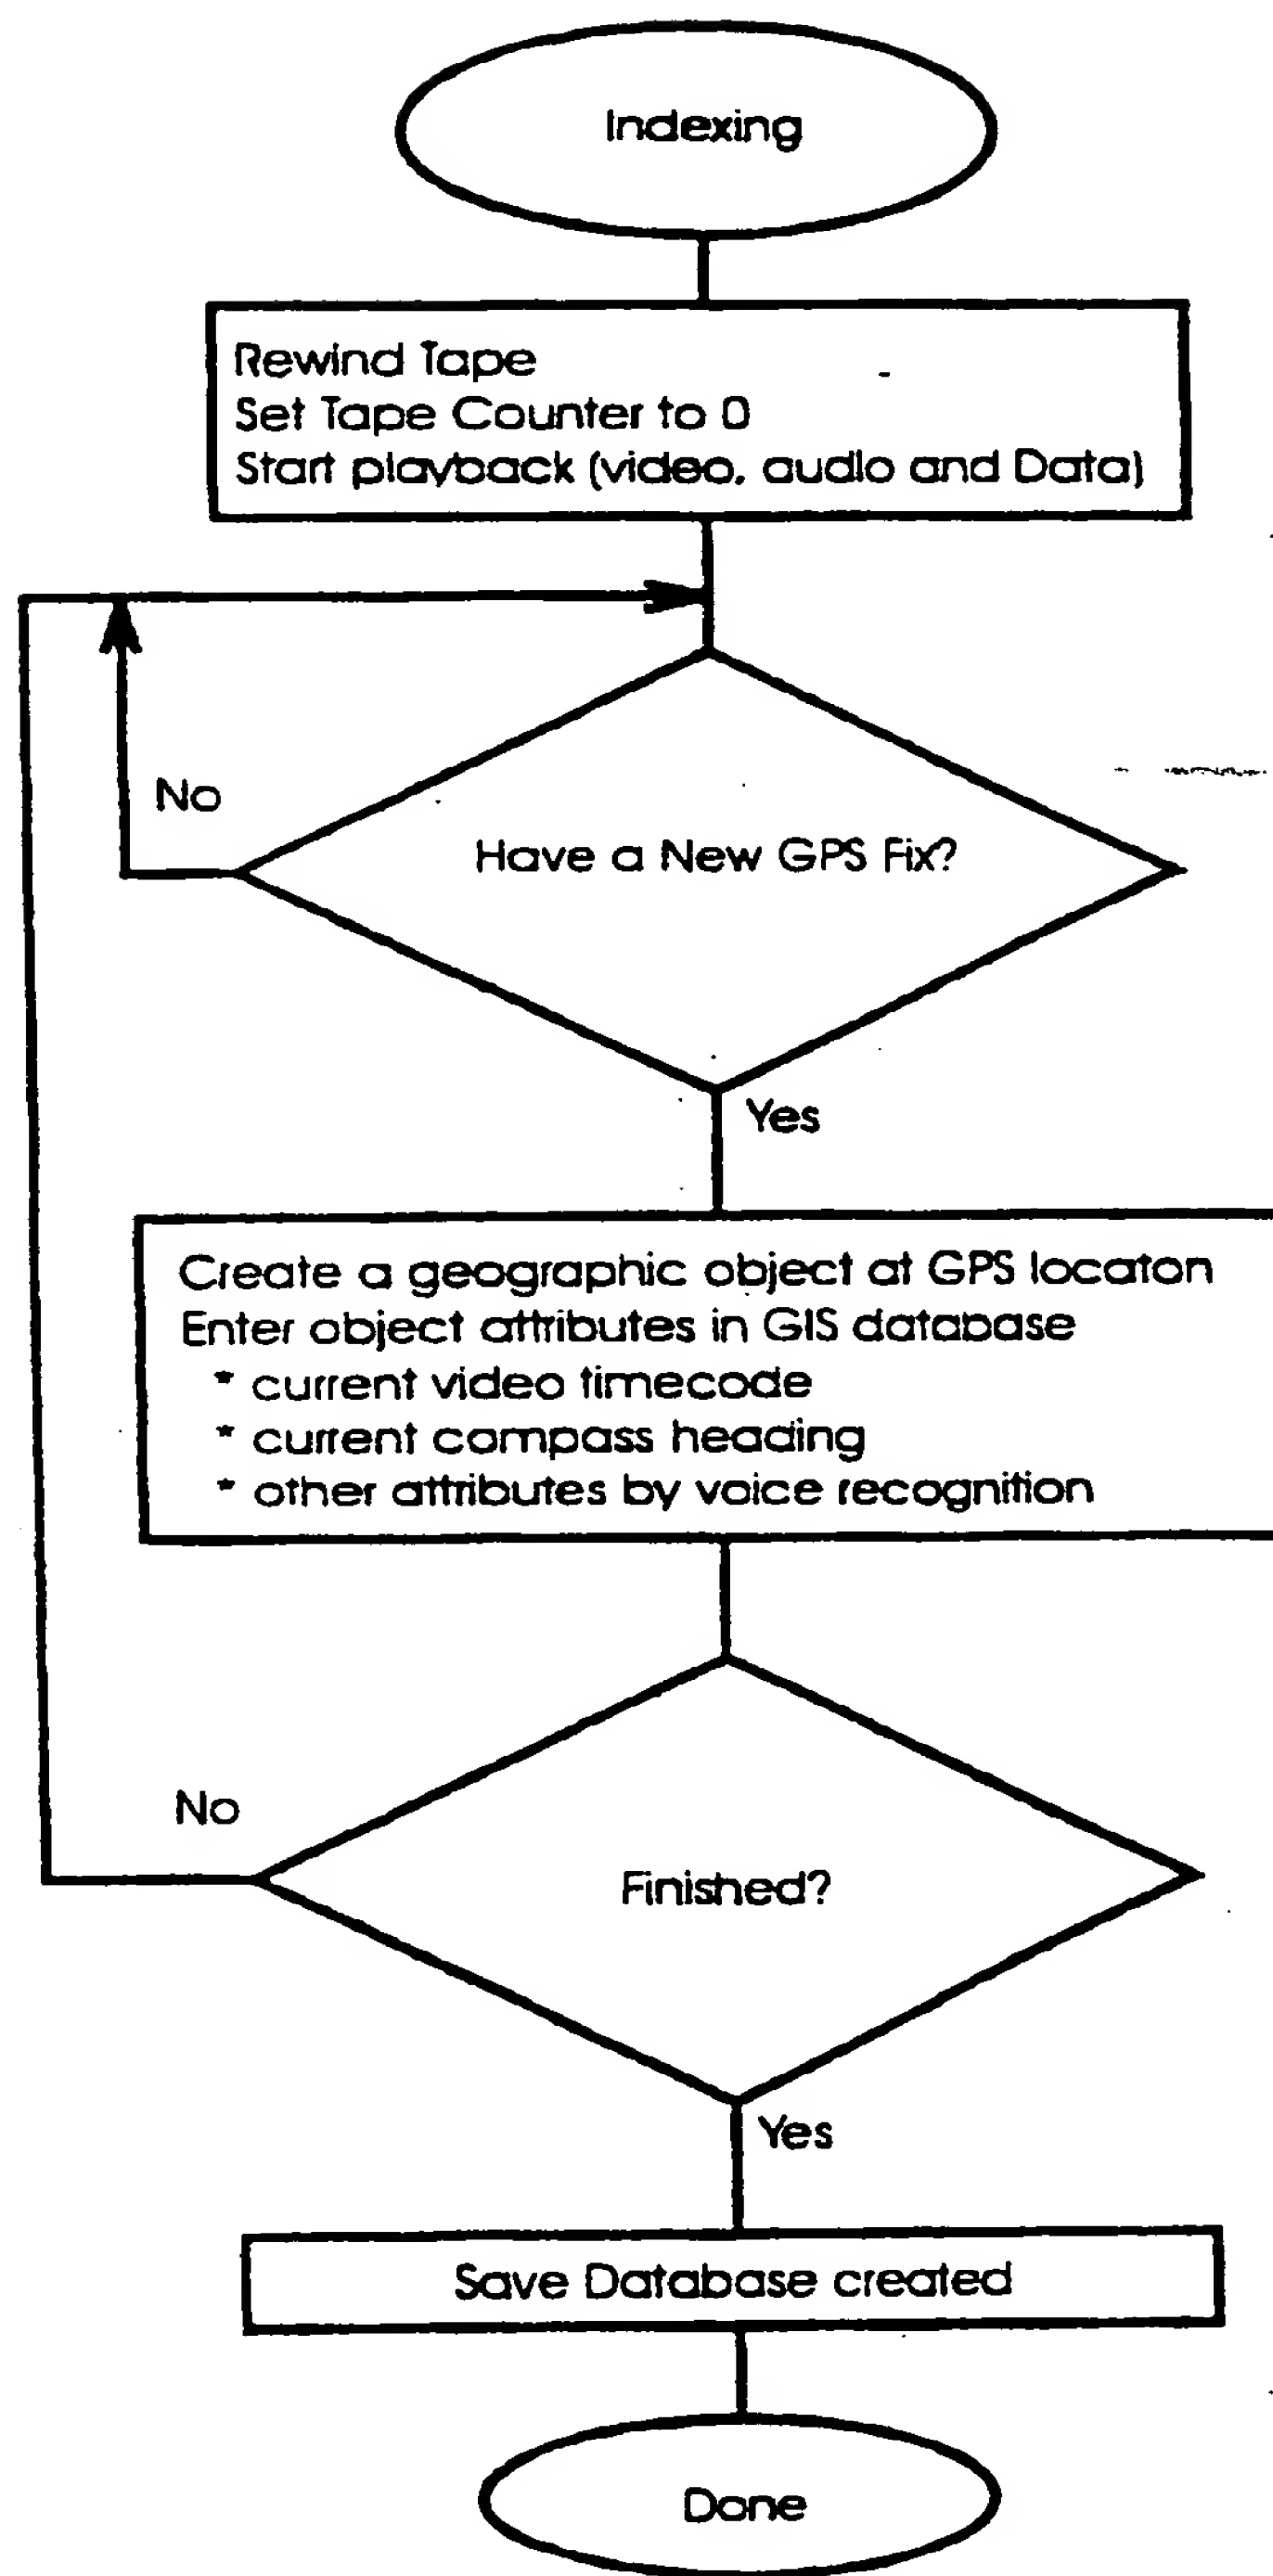 Indexing
Rewind Tape
Set Tape Counter to 0
Start playback (video, audio and Data)
No
Have a New GPS Fix?
Yes
Create a geographic object at GPS locaton
Enter object attributes in GIS database
* current video timecode
* current compass heading
* other attributes by voice recognition
No
Finished?
Yes
Save Database created
Done